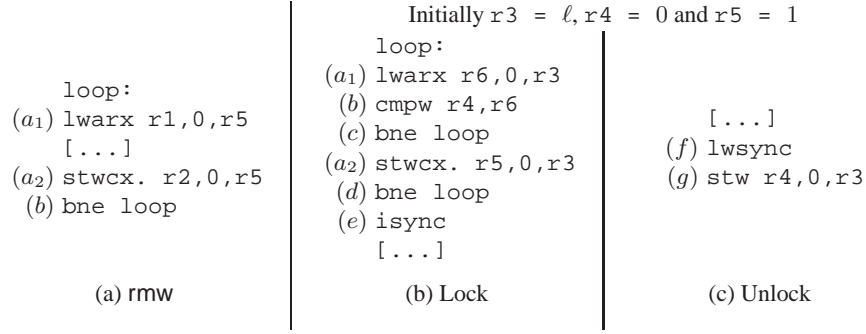 Initially r3 = ℓ, r4 = 0 and r5 = 1
loop:
(a₁) lwarx r1,0,r5
[...]
(a₂) stwcx. r2,0,r5
(b) bne loop
(a) rmw
loop:
(a₁) lwarx r6,0,r3
(b) cmpw r4,r6
(c) bne loop
(a₂) stwcx. r5,0,r3
(d) bne loop
(e) isync
[...]
(b) Lock
[...]
(f) lwsync
(g) stw r4,0,r3
(c) Unlock